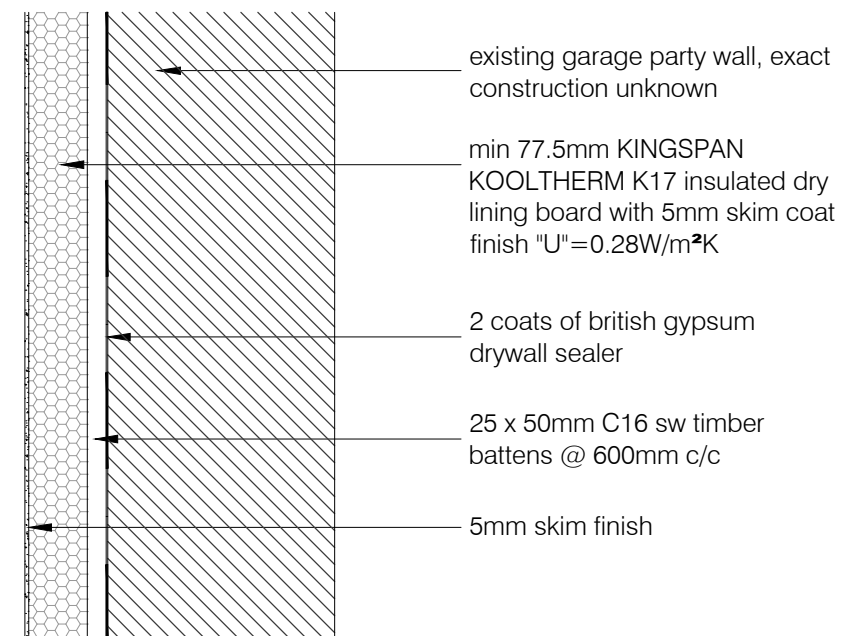 existing garage party wall, exact
construction unknown
min 77.5mm KINGSPAN
KOOLTHERM K17 insulated dry
lining board with 5mm skim coat
finish "U"=0.28W/m²K
2 coats of british gypsum
drywall sealer
25 x 50mm C16 sw timber
battens @ 600mm c/c
5mm skim finish